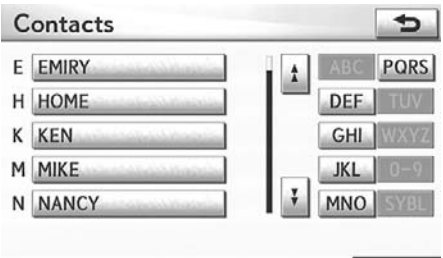 Contacts
E EMIRY ABC PQRS
H HOME DEF TUV
K KEN GHI WXYZ
M MIKE JKL 0-9
N NANCY MNO SYBL